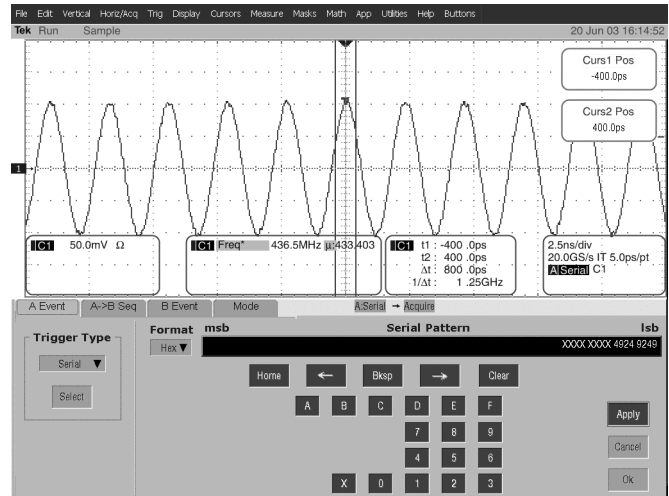 File Edit Vertical Horiz/Acq Trig Display Cursors Measure Masks Math App Utilities Help Buttons
Tek Run Sample 20 Jun 03 16:14:52
Curs1 Pos
-400.0ps
Curs2 Pos
400.0ps
1
C1 50.0mV Ω
C1 Freq* 436.5MHz µ:433.403
C1 t1 : -400 .0ps
t2 : 400 .0ps
Δt : 800 .0ps
1/Δt : 1 .25GHz
2.5ns/div
20.0GS/s IT 5.0ps/pt
A Serial C1
A Event A->B Seq B Event Mode A:Serial → Acquire
Trigger Type
Serial ▼
Select
Format msb Serial Pattern lsb
Hex ▼ XXXX XXXX 4924 9249
Home ← Bksp → Clear
A B C D E F
7 8 9
4 5 6
X 0 1 2 3
Apply
Cancel
Ok